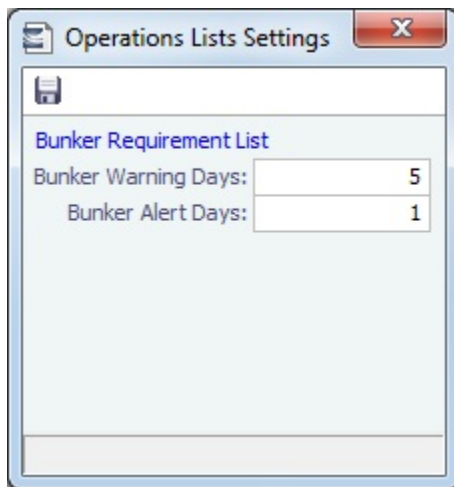 Operations Lists Settings
Bunker Requirement List
Bunker Warning Days: 5
Bunker Alert Days: 1